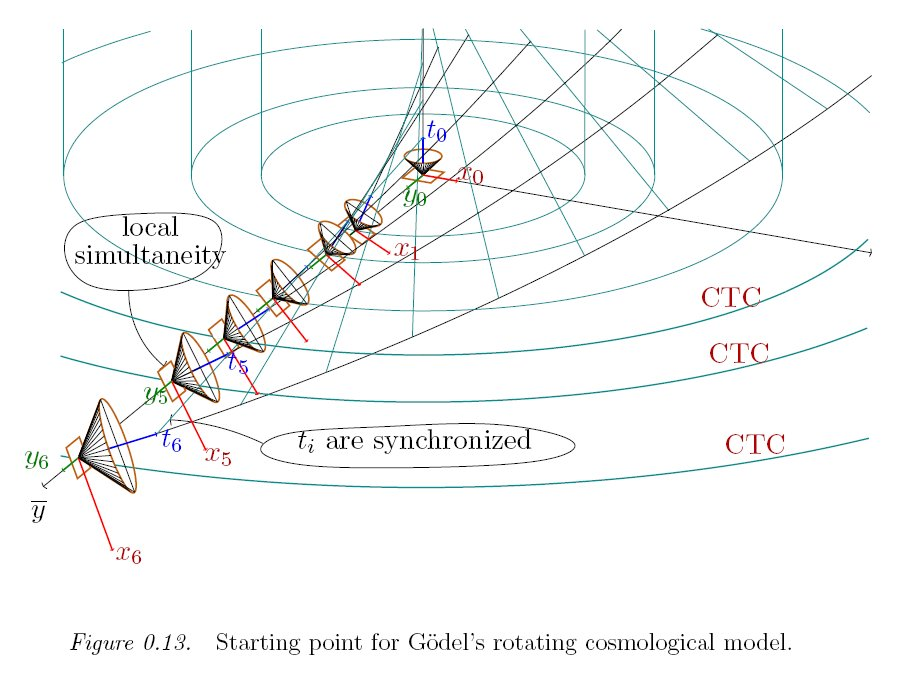 t₀
x₀
y₀
local
simultaneity
x₁
CTC
CTC
t₅
y₅
t₆
tᵢ are synchronized
CTC
x₅
y₆
y̅
x₆
Figure 0.13. Starting point for Gödel's rotating cosmological model.